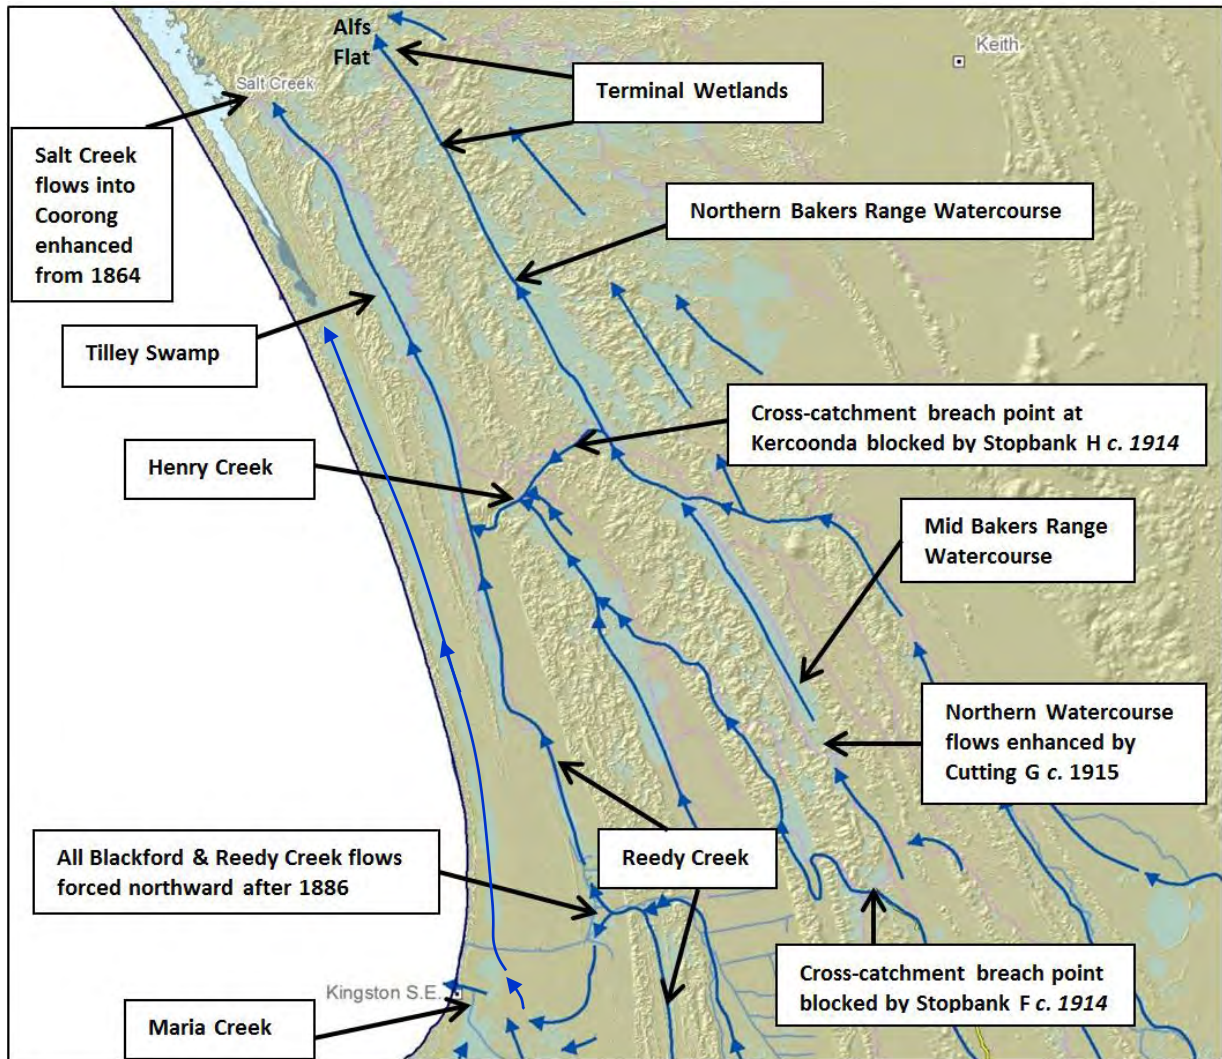 Alfs
Flat
Keith
Salt Creek
Terminal Wetlands
Salt Creek
flows into
Coorong
enhanced
from 1864
Northern Bakers Range Watercourse
Tilley Swamp
Cross-catchment breach point at
Kercoonda blocked by Stopbank H c. 1914
Henry Creek
Mid Bakers Range
Watercourse
Northern Watercourse
flows enhanced by
Cutting G c. 1915
All Blackford & Reedy Creek flows
forced northward after 1886
Reedy Creek
Cross-catchment breach point
blocked by Stopbank F c. 1914
Kingston S.E.
Maria Creek